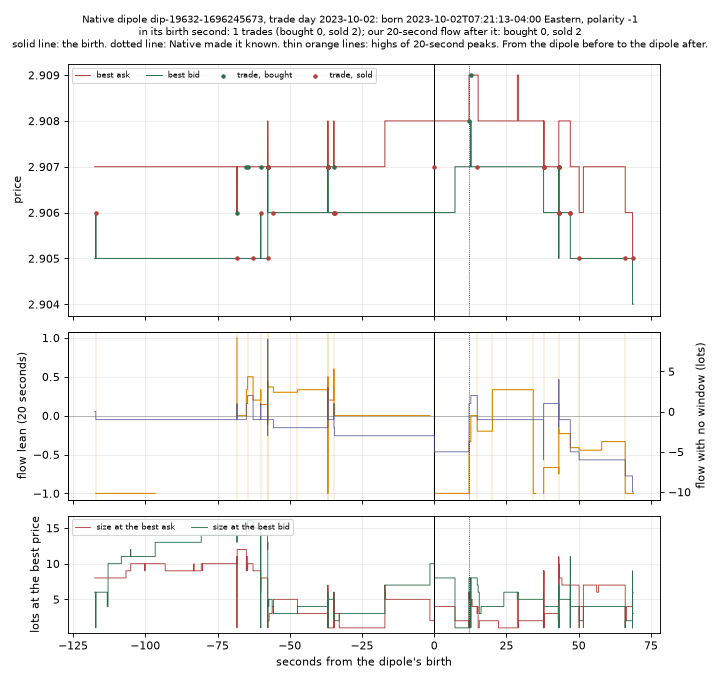 Native dipole dip-19632-1696245673, trade day 2023-10-02: born 2023-10-02T07:21:13-04:00 Eastern, polarity -1
in its birth second: 1 trades (bought 0, sold 2); our 20-second flow after it: bought 0, sold 2
solid line: the birth. dotted line: Native made it known. thin orange lines: highs of 20-second peaks. From the dipole before to the dipole after.
best ask
best bid
trade, bought
trade, sold
2.909
2.908
2.907
2.906
2.905
2.904
price
1.0
0.5
0.0
−0.5
−1.0
flow lean (20 seconds)
5
0
−5
−10
flow with no window (lots)
size at the best ask
size at the best bid
15
10
5
lots at the best price
−125
−100
−75
−50
−25
0
25
50
75
seconds from the dipole's birth